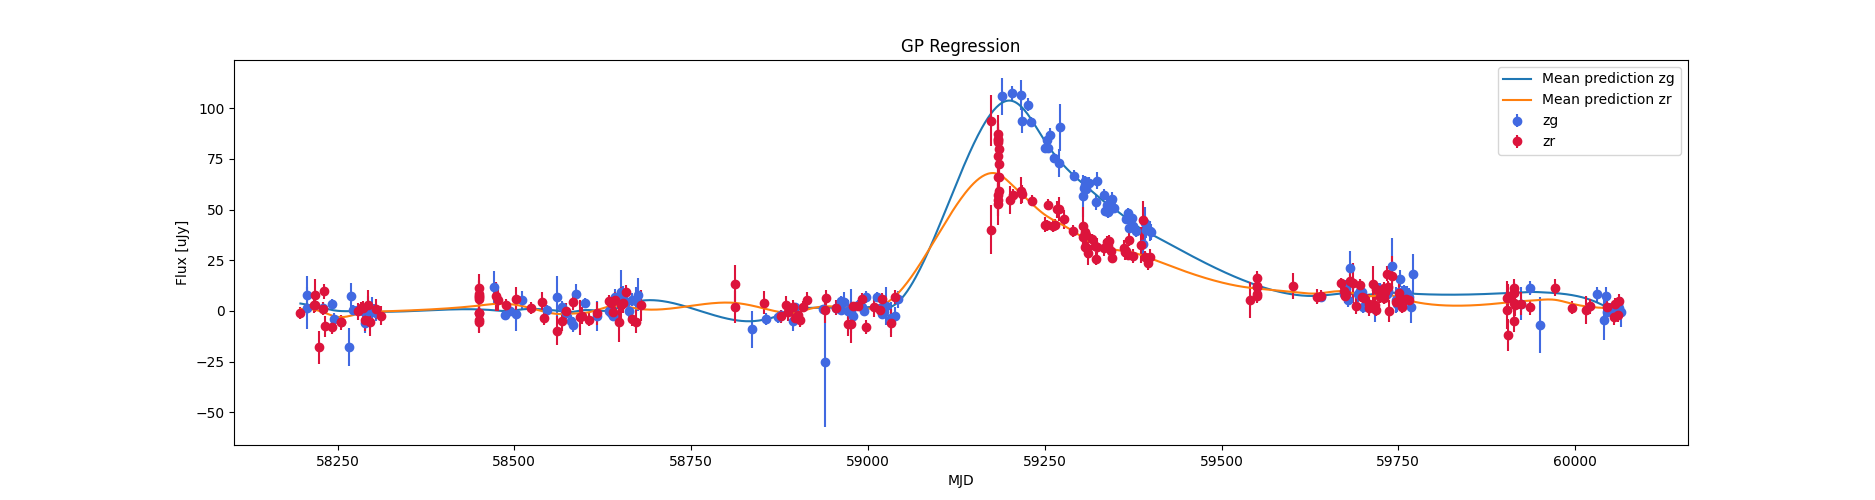 GP Regression
Flux [uJy]
100
75
50
25
0
−25
−50
58250 58500 58750 59000 59250 59500 59750 60000
MJD
Mean prediction zg
Mean prediction zr
zg
zr